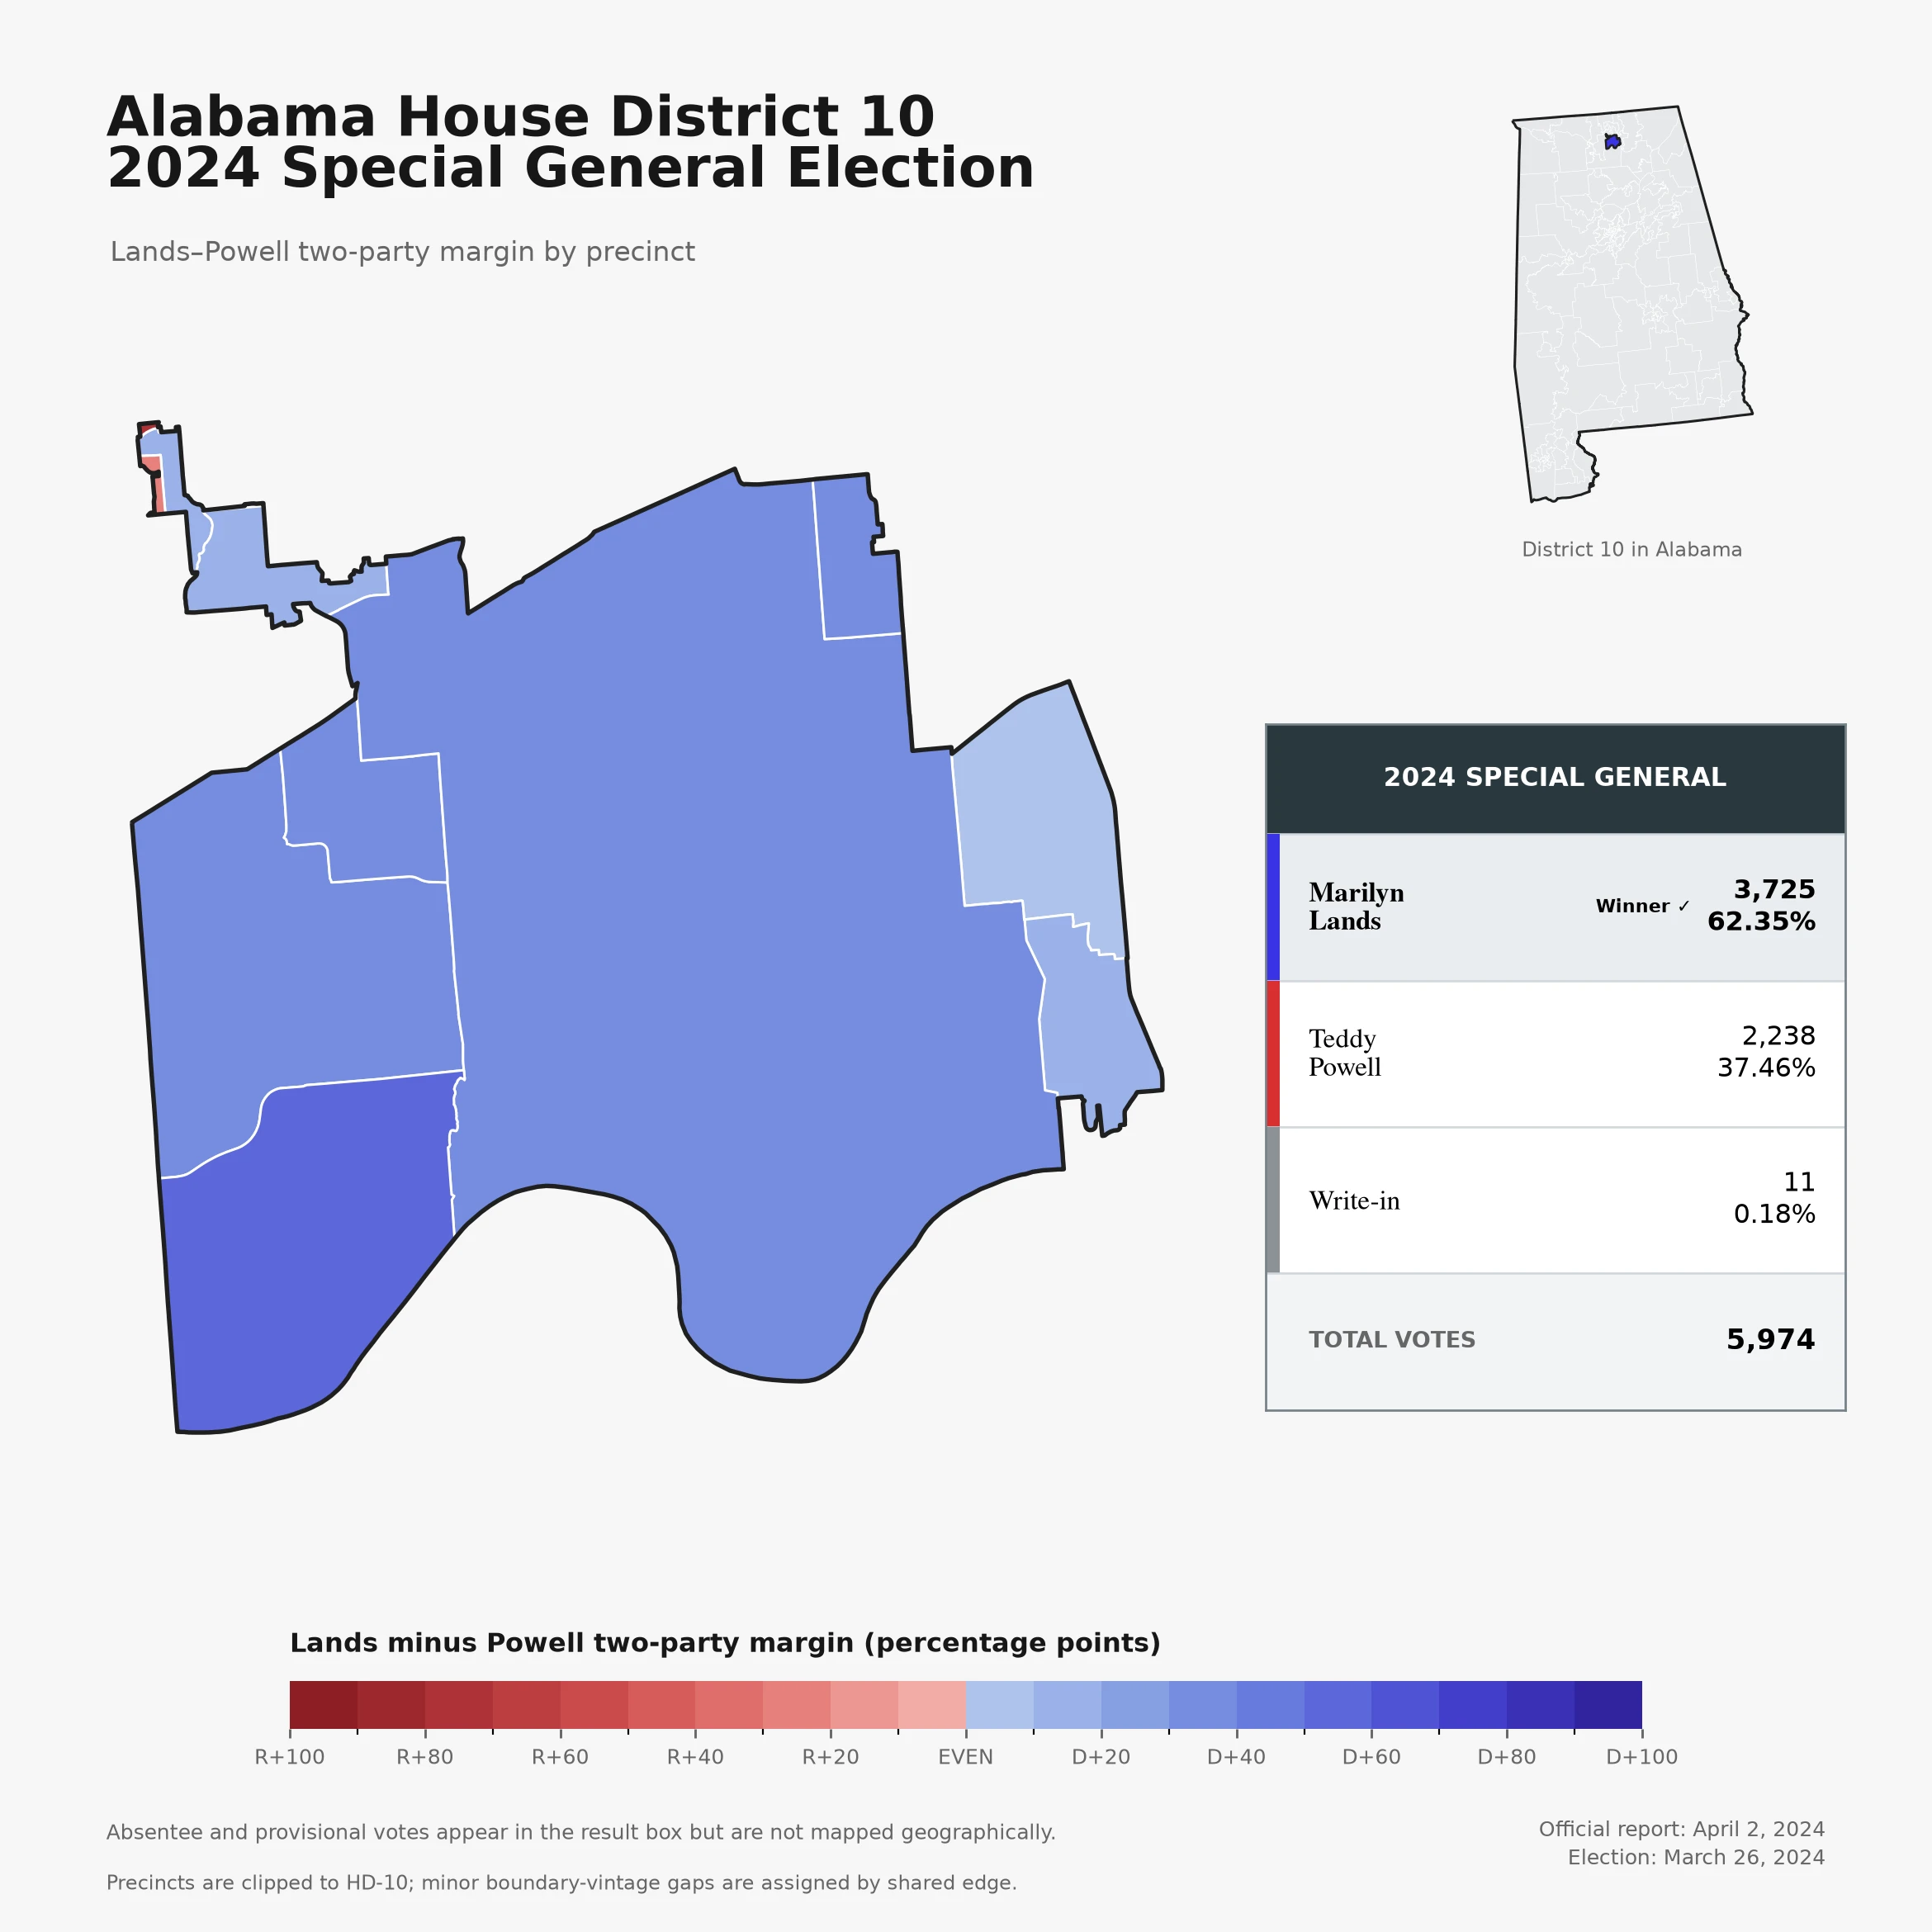 Alabama House District 10
2024 Special General Election
Lands–Powell two-party margin by precinct
District 10 in Alabama
2024 SPECIAL GENERAL
Marilyn
Lands
Winner ✓
3,725
62.35%
Teddy
Powell
2,238
37.46%
Write-in
11
0.18%
TOTAL VOTES
5,974
Lands minus Powell two-party margin (percentage points)
R+100 R+80 R+60 R+40 R+20 EVEN D+20 D+40 D+60 D+80 D+100
Absentee and provisional votes appear in the result box but are not mapped geographically.
Precincts are clipped to HD-10; minor boundary-vintage gaps are assigned by shared edge.
Official report: April 2, 2024
Election: March 26, 2024